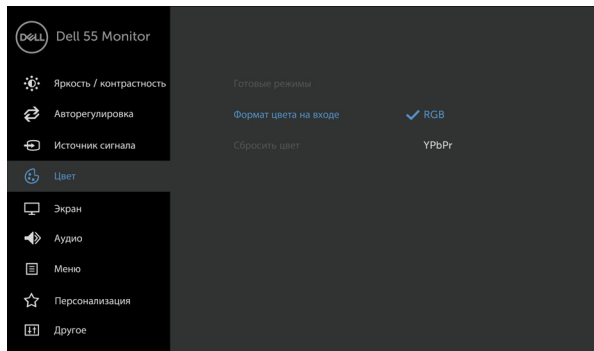 DELL Dell 55 Monitor
Яркость / контрастность
Готовые режимы
Авторегулировка
Формат цвета на входе
RGB
Источник сигнала
Сбросить цвет
YPbPr
Цвет
Экран
Аудио
Меню
Персонализация
Другое